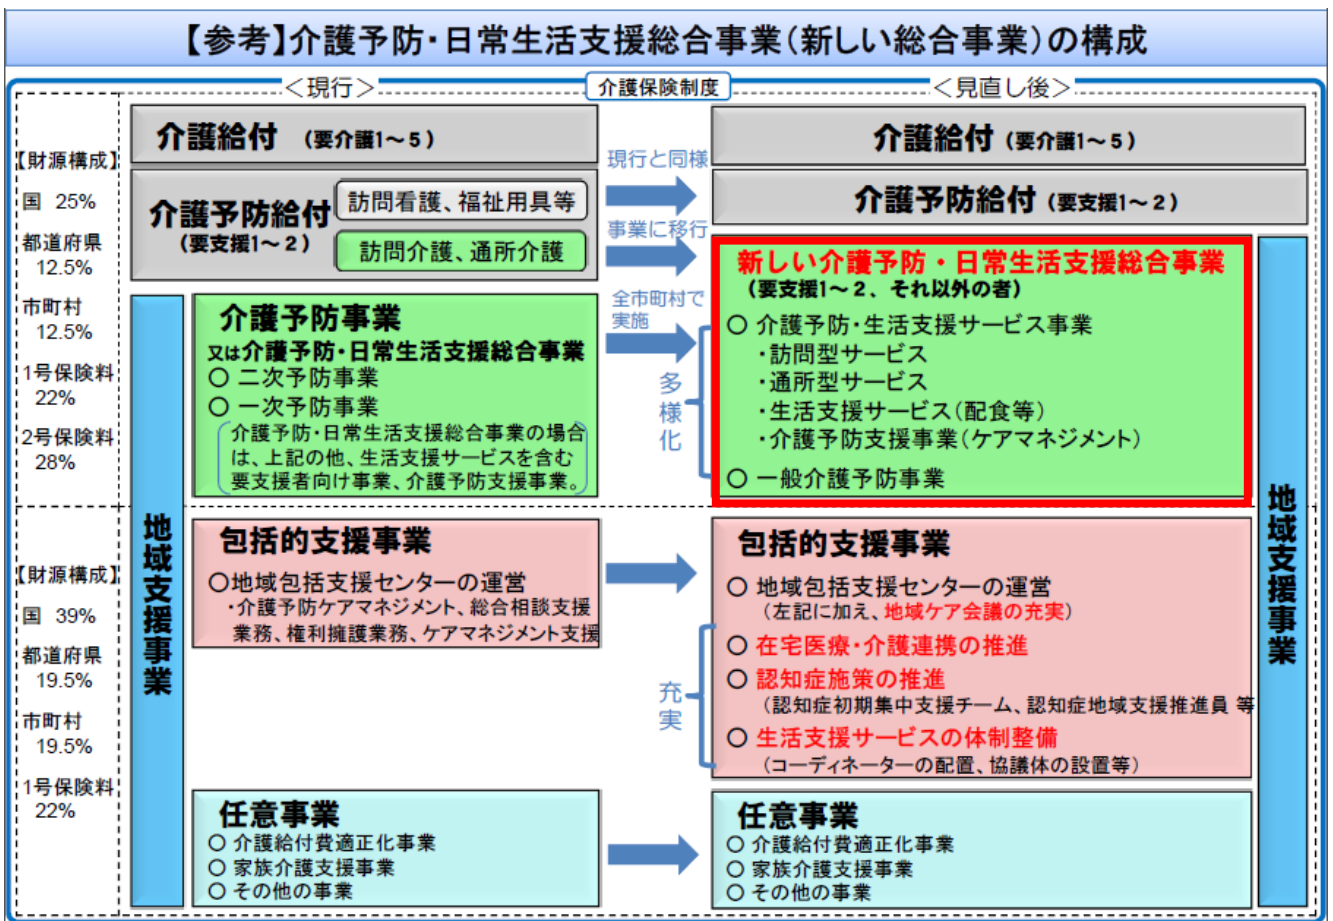 【参考】介護予防・日常生活支援総合事業(新しい総合事業)の構成
介護保険制度
＜現行＞
＜見直し後＞
【財源構成】
国 25%
都道府県
12.5%
市町村
12.5%
1号保険料
22%
2号保険料
28%
【財源構成】
国 39%
都道府県
19.5%
市町村
19.5%
1号保険料
22%
介護給付 (要介護1～5)
介護予防給付
(要支援1～2)
訪問看護、福祉用具等
訪問介護、通所介護
地域支援事業
介護予防事業
又は介護予防・日常生活支援総合事業
○ 二次予防事業
○ 一次予防事業
介護予防・日常生活支援総合事業の場合
は、上記の他、生活支援サービスを含む
要支援者向け事業、介護予防支援事業。
包括的支援事業
○地域包括支援センターの運営
・介護予防ケアマネジメント、総合相談支援
業務、権利擁護業務、ケアマネジメント支援
任意事業
○ 介護給付費適正化事業
○ 家族介護支援事業
○ その他の事業
現行と同様
事業に移行
全市町村で
実施
多様化
充実
介護給付 (要介護1～5)
介護予防給付 (要支援1～2)
新しい介護予防・日常生活支援総合事業
(要支援1～2、それ以外の者)
○ 介護予防・生活支援サービス事業
・訪問型サービス
・通所型サービス
・生活支援サービス(配食等)
・介護予防支援事業(ケアマネジメント)
○ 一般介護予防事業
包括的支援事業
○ 地域包括支援センターの運営
(左記に加え、地域ケア会議の充実)
○ 在宅医療・介護連携の推進
○ 認知症施策の推進
(認知症初期集中支援チーム、認知症地域支援推進員 等
○ 生活支援サービスの体制整備
(コーディネーターの配置、協議体の設置等)
任意事業
○ 介護給付費適正化事業
○ 家族介護支援事業
○ その他の事業
地域支援事業